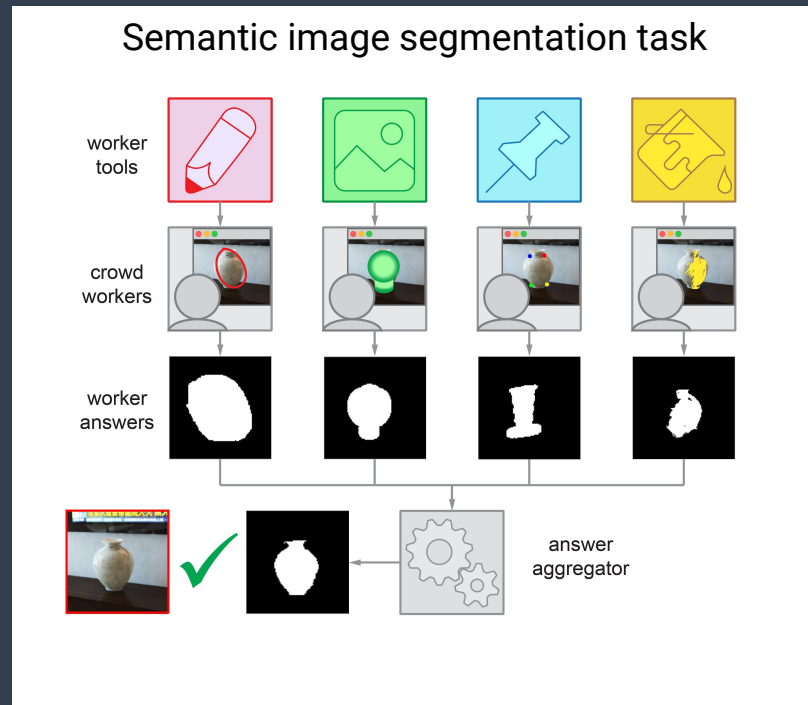 Semantic image segmentation task
worker
tools
crowd
workers
worker
answers
answer
aggregator